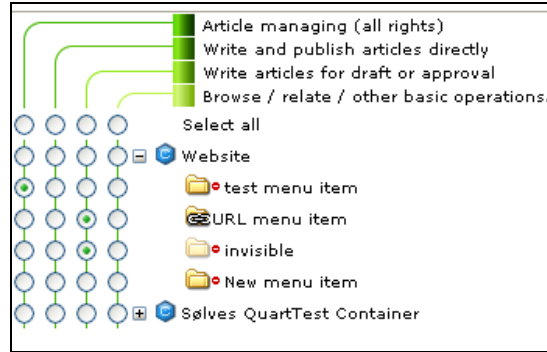 Article managing (all rights)
Write and publish articles directly
Write articles for draft or approval
Browse / relate / other basic operations.
Select all
Website
test menu item
URL menu item
invisible
New menu item
Sølves QuartTest Container